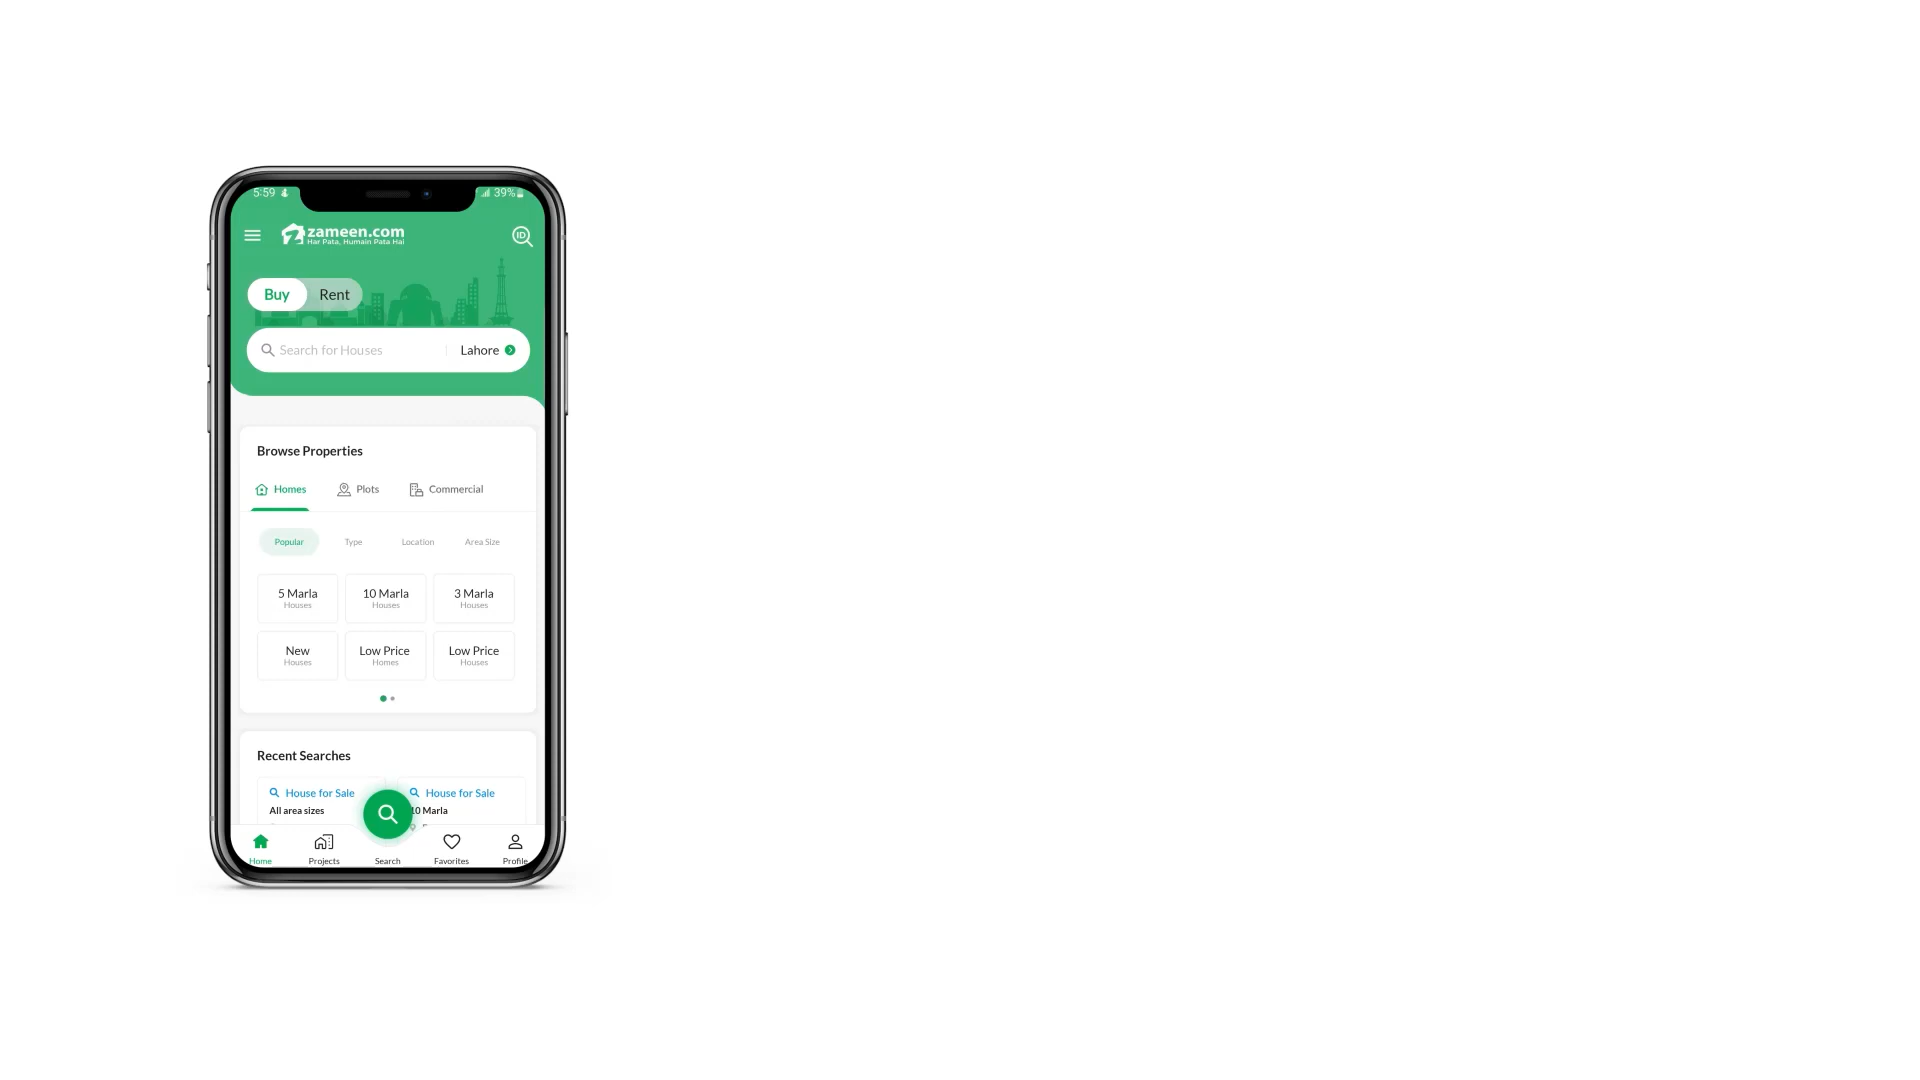 5:59
39%
zameen.com
Har Pata, Humain Pata Hai
ID
Buy Rent
Search for Houses Lahore
Browse Properties
Homes Plots Commercial
Popular Type Location Area Size
5 Marla 10 Marla 3 Marla
Houses Houses Houses
New Low Price Low Price
Houses Homes Houses
Recent Searches
House for Sale House for Sale
All area sizes 10 Marla
Home Projects Search Favorites Profile